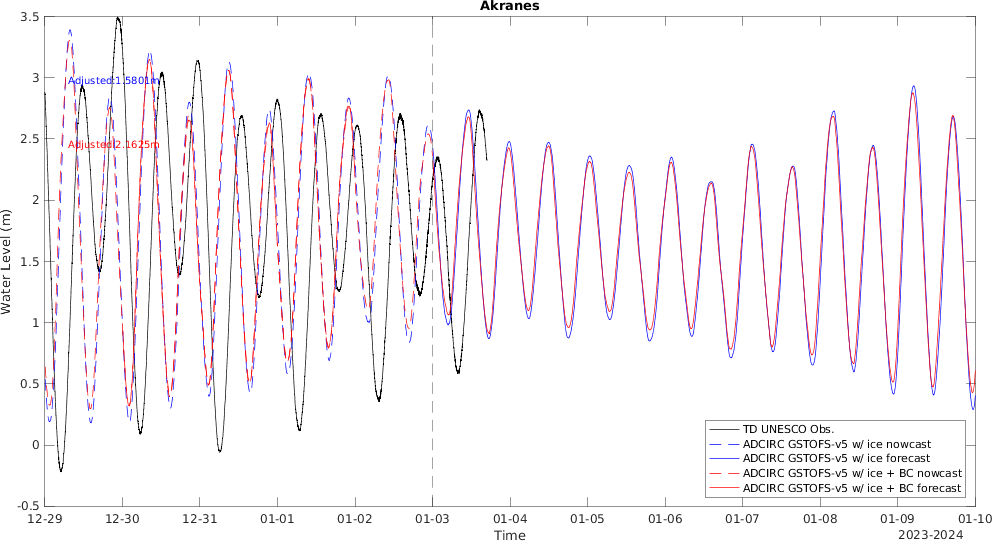 Akranes
3.5
3
2.5
2
1.5
1
0.5
0
-0.5
Water Level (m)
Adjusted:1.5801m
Adjusted:2.1625m
TD UNESCO Obs.
ADCIRC GSTOFS-v5 w/ ice nowcast
ADCIRC GSTOFS-v5 w/ ice forecast
ADCIRC GSTOFS-v5 w/ ice + BC nowcast
ADCIRC GSTOFS-v5 w/ ice + BC forecast
12-29 12-30 12-31 01-01 01-02 01-03 01-04 01-05 01-06 01-07 01-08 01-09 01-10
Time
2023-2024